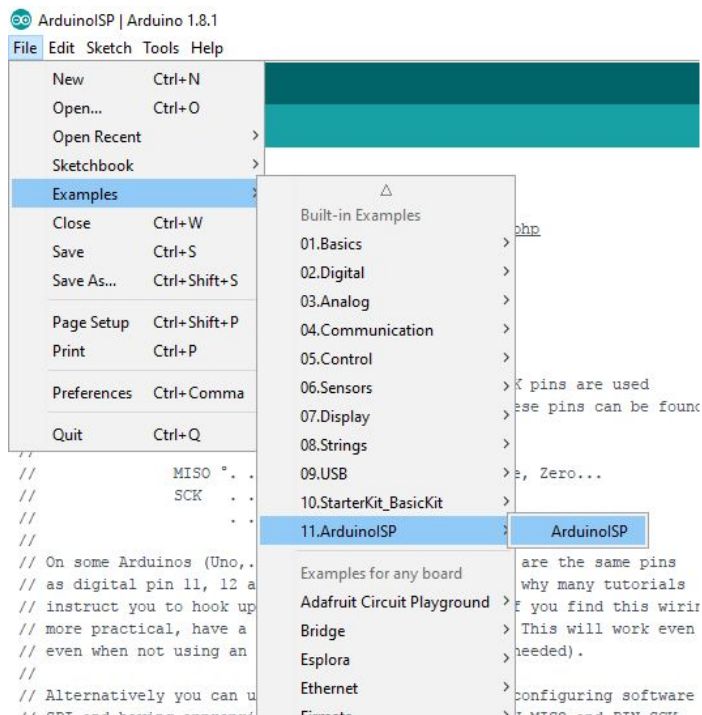 ArduinoISP | Arduino 1.8.1
File Edit Sketch Tools Help
New Ctrl+N
Open... Ctrl+O
Open Recent
Sketchbook
Examples
Close Ctrl+W
Save Ctrl+S
Save As... Ctrl+Shift+S
Page Setup Ctrl+Shift+P
Print Ctrl+P
Preferences Ctrl+Comma
Quit Ctrl+Q
Built-in Examples
01.Basics
02.Digital
03.Analog
04.Communication
05.Control
06.Sensors
07.Display
08.Strings
09.USB
10.StarterKit_BasicKit
11.ArduinoISP
Examples for any board
Adafruit Circuit Playground
Bridge
Esplora
Ethernet
ArduinoISP
php
pins are used
ese pins can be found
//
// MISO °. . e, Zero...
// SCK . .
// . .
//
// On some Arduinos (Uno,. are the same pins
// as digital pin 11, 12 a why many tutorials
// instruct you to hook up f you find this wirin
// more practical, have a This will work even
// even when not using an needed).
//
// Alternatively you can u configuring software